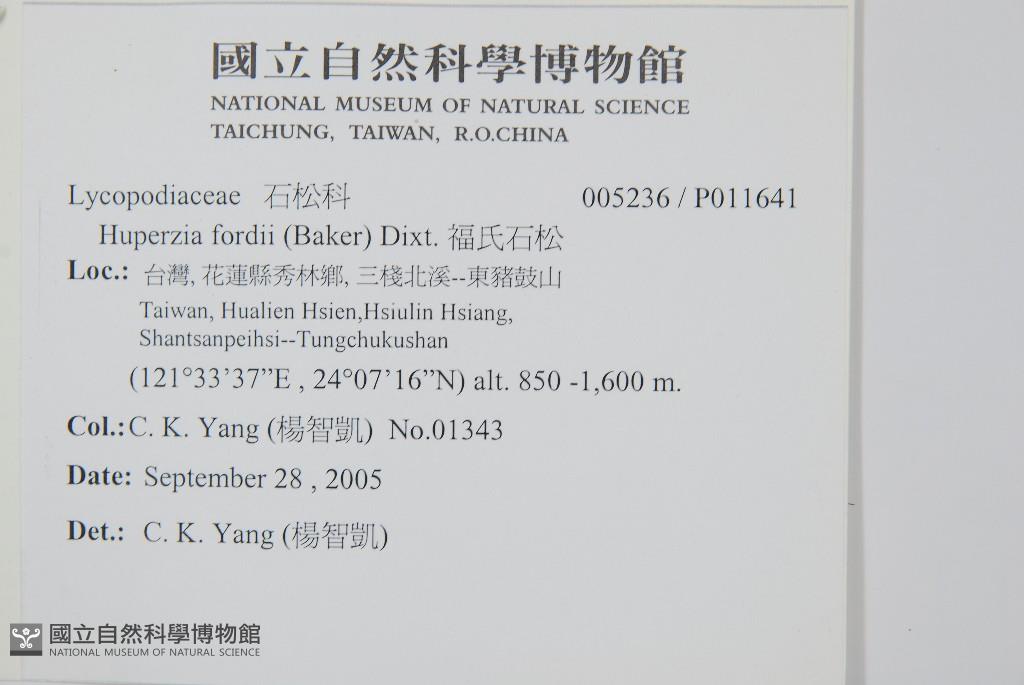 國立自然科學博物館
NATIONAL MUSEUM OF NATURAL SCIENCE
TAICHUNG, TAIWAN, R.O.CHINA
Lycopodiaceae 石松科 005236 / P011641
Huperzia fordii (Baker) Dixt. 福氏石松
Loc.: 台灣, 花蓮縣秀林鄉, 三棧北溪--東豬鼓山
Taiwan, Hualien Hsien,Hsiulin Hsiang,
Shantsanpeihsi--Tungchukushan
(121°33’37”E , 24°07’16”N) alt. 850 -1,600 m.
Col.: C. K. Yang (楊智凱) No.01343
Date: September 28 , 2005
Det.: C. K. Yang (楊智凱)
國立自然科學博物館
NATIONAL MUSEUM OF NATURAL SCIENCE